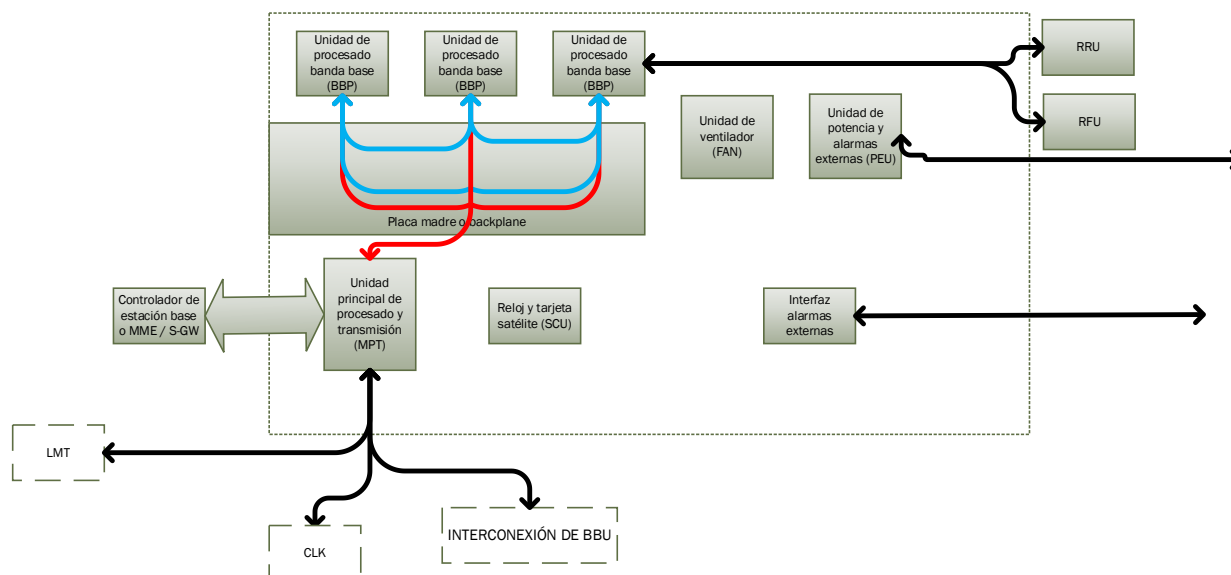 Unidad de
procesado
banda base
(BBP)
Unidad de
procesado
banda base
(BBP)
Unidad de
procesado
banda base
(BBP)
RRU
RFU
Unidad de
ventilador
(FAN)
Unidad de
potencia y
alarmas
externas (PEU)
Placa madre o backplane
Controlador de
estación base
o MME / S-GW
Unidad
principal de
procesado y
transmisión
(MPT)
Reloj y tarjeta
satélite (SCU)
Interfaz
alarmas
externas
LMT
CLK
INTERCONEXIÓN DE BBU